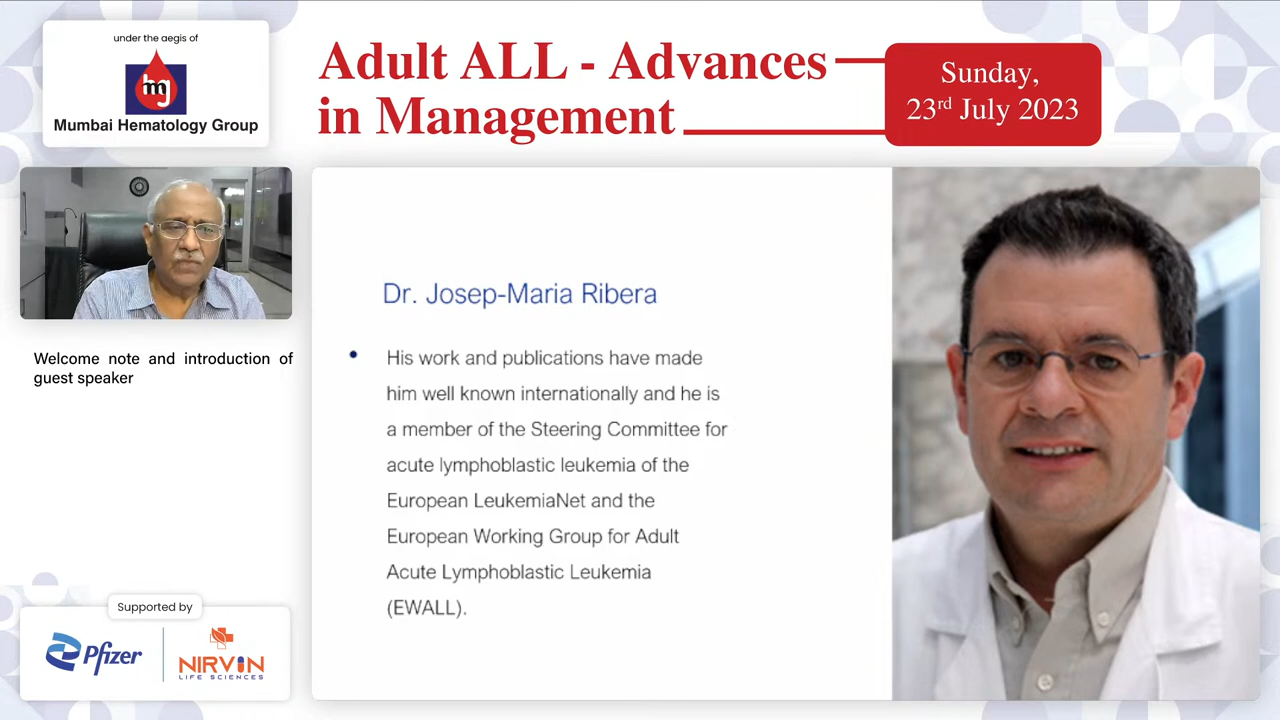 under the aegis of
mj
Mumbai Hematology Group
Adult ALL - Advances
in Management
Sunday,
23rd July 2023
Welcome note and introduction of
guest speaker
Dr. Josep-Maria Ribera
• His work and publications have made
him well known internationally and he is
a member of the Steering Committee for
acute lymphoblastic leukemia of the
European LeukemiaNet and the
European Working Group for Adult
Acute Lymphoblastic Leukemia
(EWALL).
Supported by
Pfizer
NIRVIN
LIFE SCIENCES